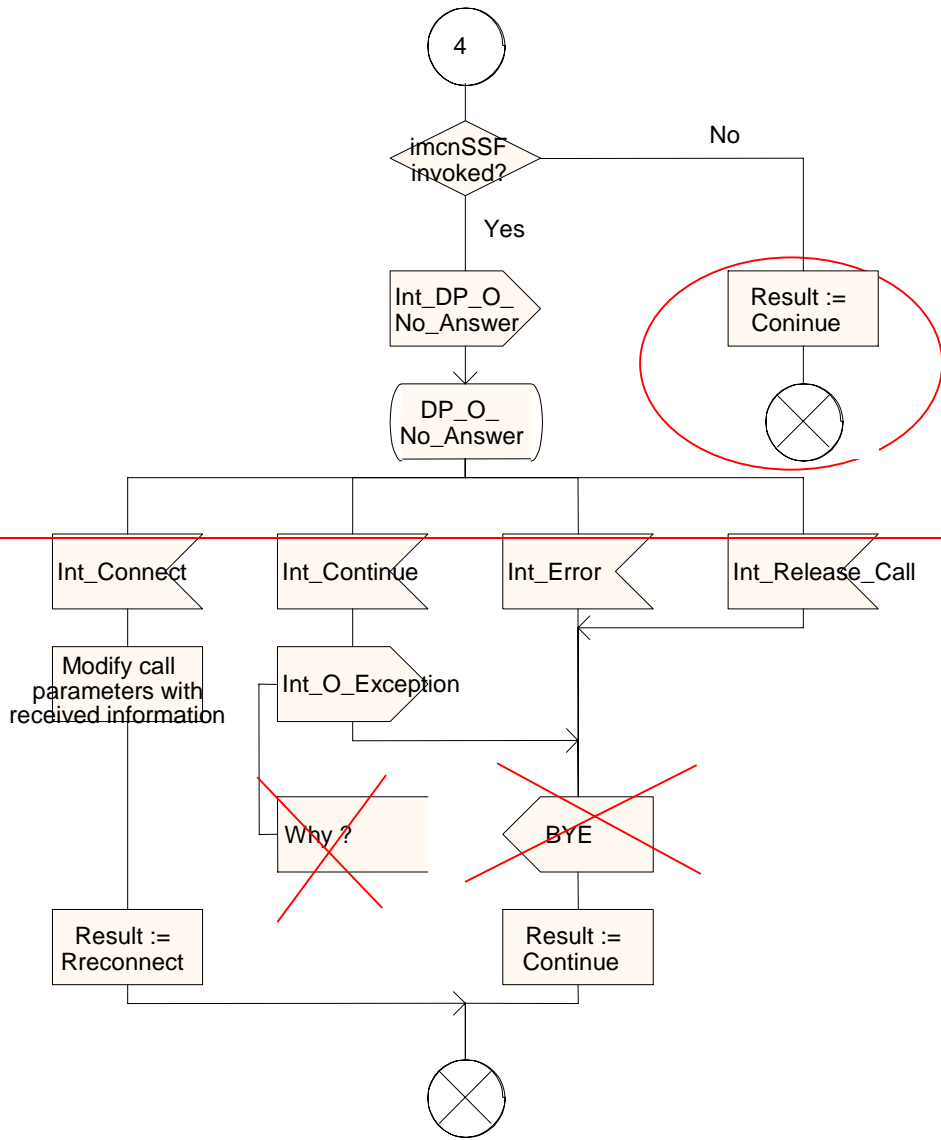 4
imcnSSF
invoked?
No
Yes
Int_DP_O_
No_Answer
Result :=
Coninue
DP_O_
No_Answer
Int_Connect
Int_Continue
Int_Error
Int_Release_Call
Modify call
parameters with
received information
Int_O_Exception
Why ?
BYE
Result :=
Rreconnect
Result :=
Continue